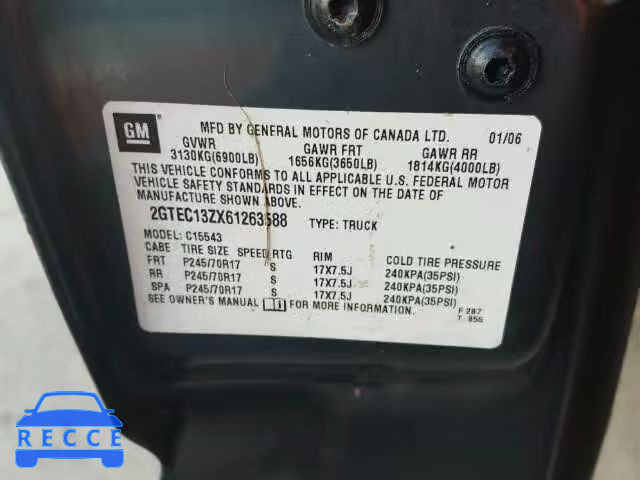 GM
MFD BY GENERAL MOTORS OF CANADA LTD. 01/06
GVWR GAWR FRT GAWR RR
3130KG(6900LB) 1656KG(3650LB) 1814KG(4000LB)
THIS VEHICLE CONFORMS TO ALL APPLICABLE U.S. FEDERAL MOTOR
VEHICLE SAFETY STANDARDS IN EFFECT ON THE DATE OF
MANUFACTURE SHOWN ABOVE.
2GTEC13ZX61263588 TYPE: TRUCK
MODEL: C15543
CABE TIRE SIZE SPEED RTG RIM COLD TIRE PRESSURE
FRT P245/70R17 S 17X7.5J 240KPA(35PSI)
RR P245/70R17 S 17X7.5J 240KPA(35PSI)
SPA P245/70R17 S 17X7.5J 240KPA(35PSI)
SEE OWNER'S MANUAL FOR MORE INFORMATION.
F 287
T 855
RECCE